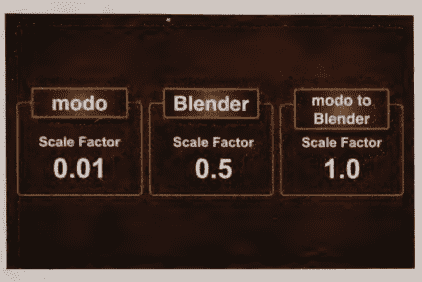 modo
Scale Factor
0.01
Blender
Scale Factor
0.5
modo to
Blender
Scale Factor
1.0